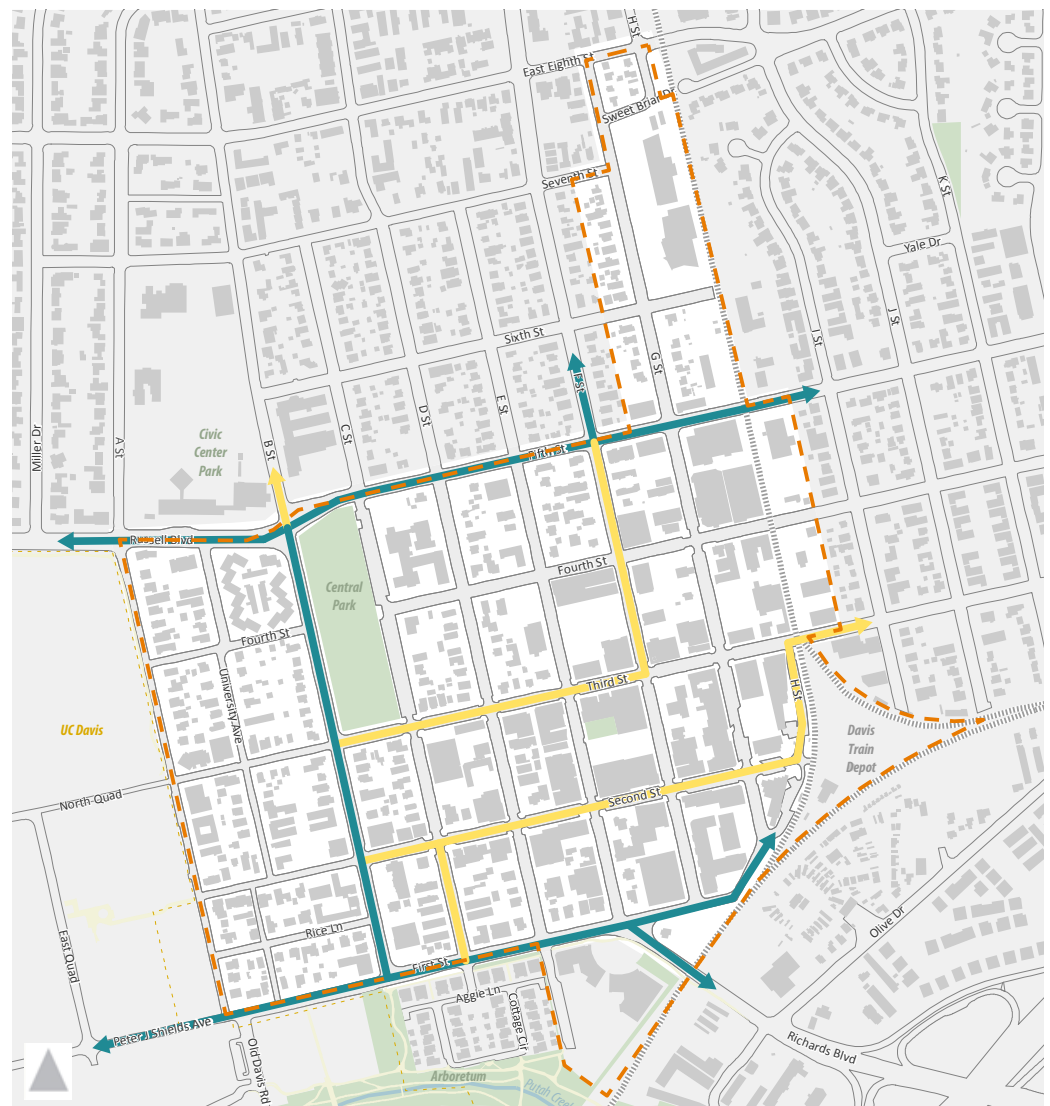 H St
East Eighth St
Sweet Briar Dr
Seventh St
K St
Yale Dr
J St
I St
Sixth St
G St
F St
E St
D St
C St
B St
A St
Miller Dr
Civic
Center
Park
Fifth St
Russell Blvd
Central
Park
Fourth St
Fourth St
University Ave
Third St
H St
UC Davis
Davis
Train
Depot
North Quad
Second St
East Quad
Rice Ln
Olive Dr
First St
Aggie Ln
Cottage Cir
Peter J Shields Ave
Old Davis Rd
Richards Blvd
Arboretum
Putah Creek